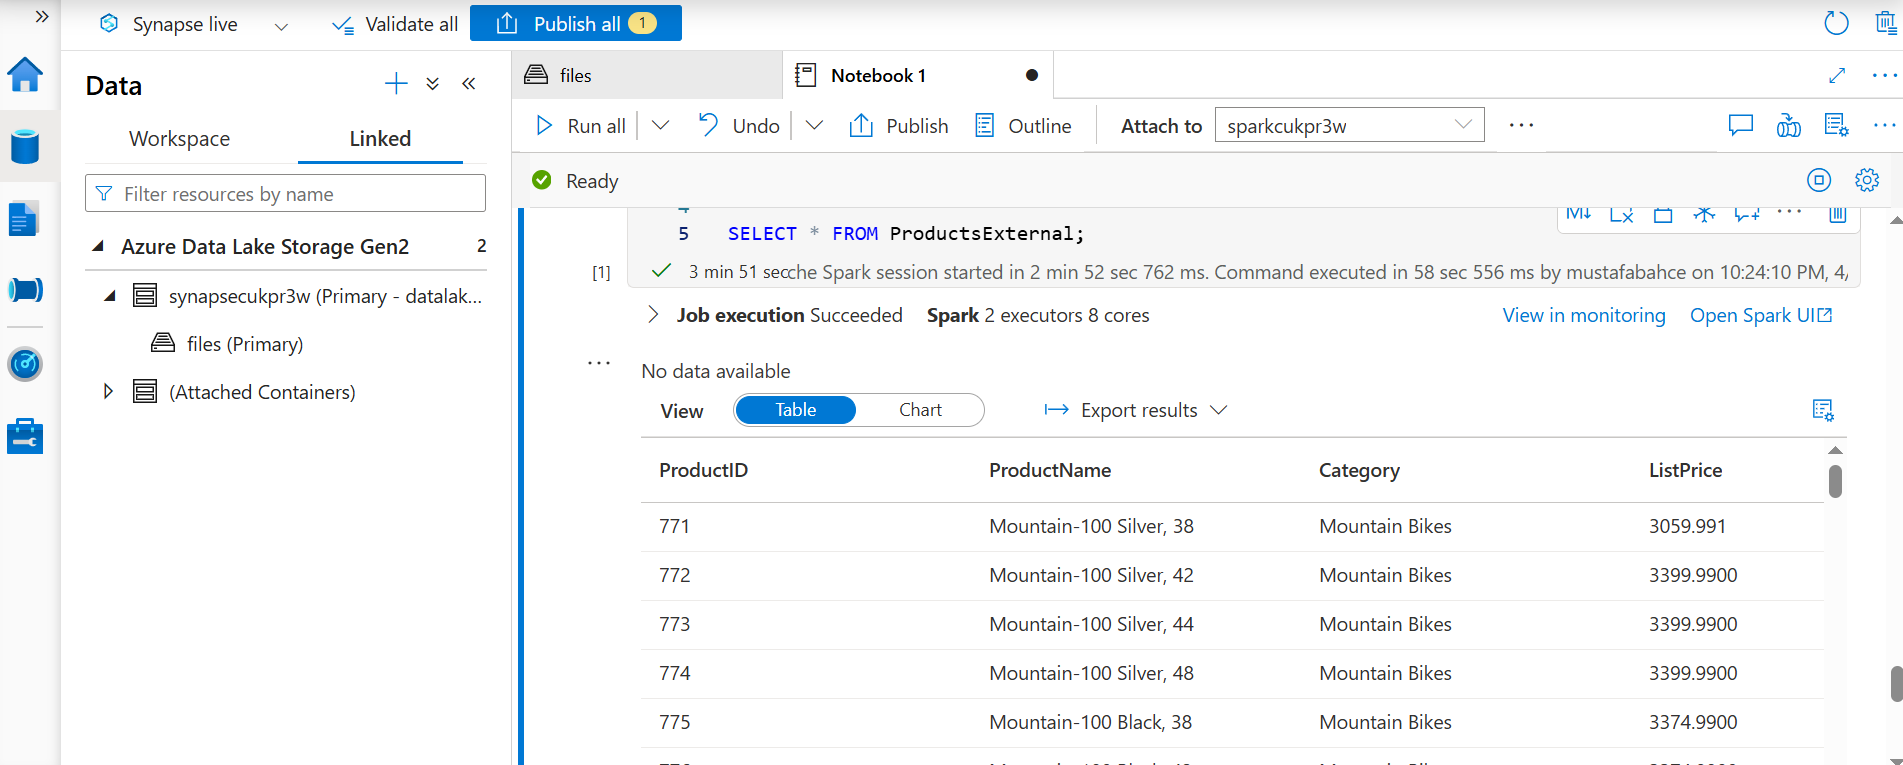 Synapse live
Validate all
Publish all 1
Data
Workspace
Linked
Filter resources by name
Azure Data Lake Storage Gen2 2
synapsecukpr3w (Primary - datalak...
files (Primary)
(Attached Containers)
files
Notebook 1
Run all
Undo
Publish
Outline
Attach to
sparkcukpr3w
Ready
5 SELECT * FROM ProductsExternal;
[1]
3 min 51 sec
che Spark session started in 2 min 52 sec 762 ms. Command executed in 58 sec 556 ms by mustafabahce on 10:24:10 PM, 4/
Job execution Succeeded Spark 2 executors 8 cores
View in monitoring
Open Spark UI
No data available
View
Table
Chart
Export results
ProductID ProductName Category ListPrice
771 Mountain-100 Silver, 38 Mountain Bikes 3059.991
772 Mountain-100 Silver, 42 Mountain Bikes 3399.9900
773 Mountain-100 Silver, 44 Mountain Bikes 3399.9900
774 Mountain-100 Silver, 48 Mountain Bikes 3399.9900
775 Mountain-100 Black, 38 Mountain Bikes 3374.9900